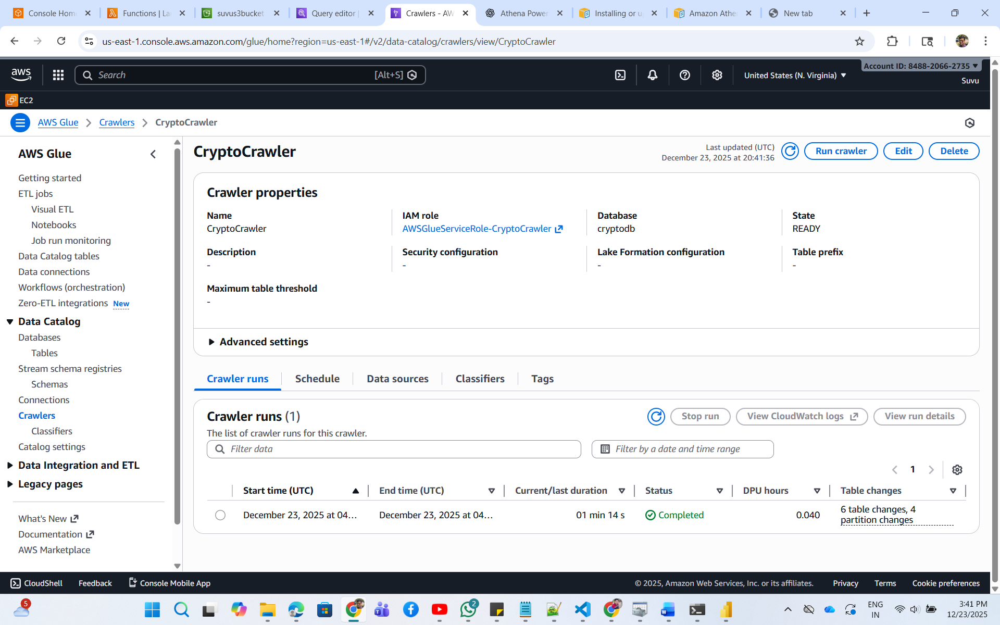 Console Hom
Functions | La
suvus3bucket
Query editor |
Crawlers - AW
Athena Power
Installing or u
Amazon Athe
New tab
us-east-1.console.aws.amazon.com/glue/home?region=us-east-1#/v2/data-catalog/crawlers/view/CryptoCrawler
aws
Search
[Alt+S]
United States (N. Virginia)
Account ID: 8488-2066-2735
Suvu
EC2
AWS Glue
Crawlers
CryptoCrawler
AWS Glue
Getting started
ETL jobs
Visual ETL
Notebooks
Job run monitoring
Data Catalog tables
Data connections
Workflows (orchestration)
Zero-ETL integrations New
Data Catalog
Databases
Tables
Stream schema registries
Schemas
Connections
Crawlers
Classifiers
Catalog settings
Data Integration and ETL
Legacy pages
What's New
Documentation
AWS Marketplace
CryptoCrawler
Last updated (UTC)
December 23, 2025 at 20:41:36
Run crawler
Edit
Delete
Crawler properties
Name
CryptoCrawler
IAM role
AWSGlueServiceRole-CryptoCrawler
Database
cryptodb
State
READY
Description
-
Security configuration
-
Lake Formation configuration
-
Table prefix
-
Maximum table threshold
-
Advanced settings
Crawler runs
Schedule
Data sources
Classifiers
Tags
Crawler runs (1)
The list of crawler runs for this crawler.
Stop run
View CloudWatch logs
View run details
Filter data
Filter by a date and time range
1
Start time (UTC)
End time (UTC)
Current/last duration
Status
DPU hours
Table changes
December 23, 2025 at 04...
December 23, 2025 at 04...
01 min 14 s
Completed
0.040
6 table changes, 4
partition changes
CloudShell
Feedback
Console Mobile App
© 2025, Amazon Web Services, Inc. or its affiliates.
Privacy
Terms
Cookie preferences
5
2
ENG
IN
3:41 PM
12/23/2025